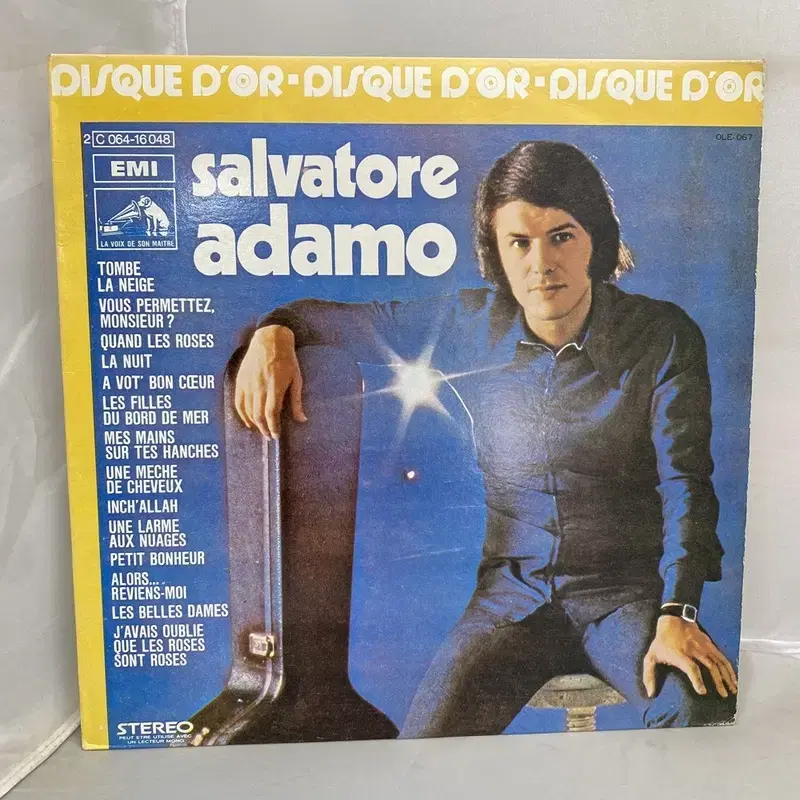 DISQUE D'OR - DISQUE D'OR - DISQUE D'OR
2 C 064-16 048
OLE-067
EMI
salvatore
adamo
LA VOIX DE SON MAITRE
TOMBE
LA NEIGE
VOUS PERMETTEZ,
MONSIEUR ?
QUAND LES ROSES
LA NUIT
A VOT' BON CŒUR
LES FILLES
DU BORD DE MER
MES MAINS
SUR TES HANCHES
UNE MECHE
DE CHEVEUX
INCH'ALLAH
UNE LARME
AUX NUAGES
PETIT BONHEUR
ALORS...
REVIENS-MOI
LES BELLES DAMES
J'AVAIS OUBLIE
QUE LES ROSES
SONT ROSES
STEREO
PEUT ETRE UTILISE AVEC
UN LECTEUR MONO